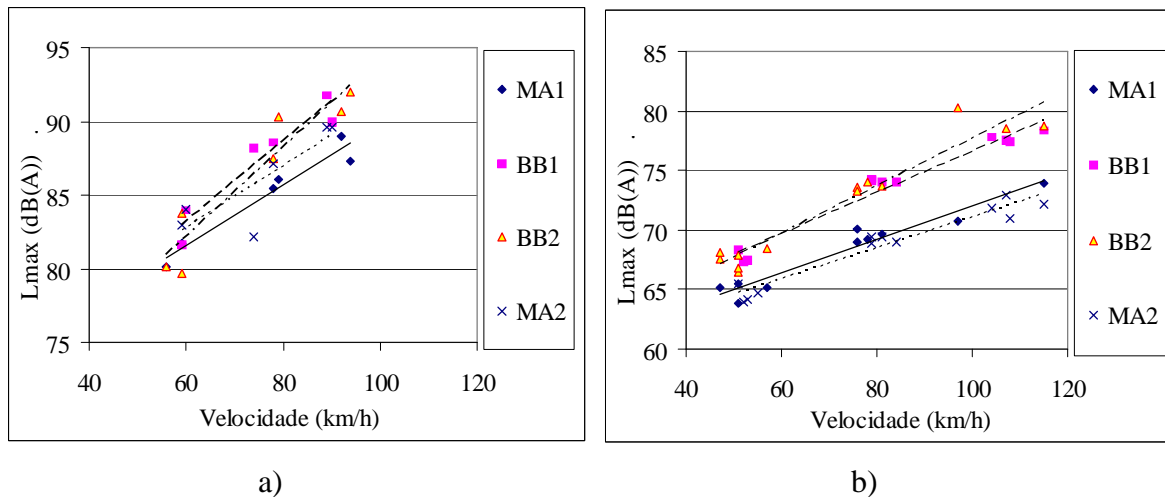 95
90
85
80
75
40 60 80 100 120
Velocidade (km/h)
Lmax (dB(A))
MA1
BB1
BB2
MA2
a)
85
80
75
70
65
60
40 60 80 100 120
Velocidade (km/h)
Lmax (dB(A))
MA1
BB1
BB2
MA2
b)